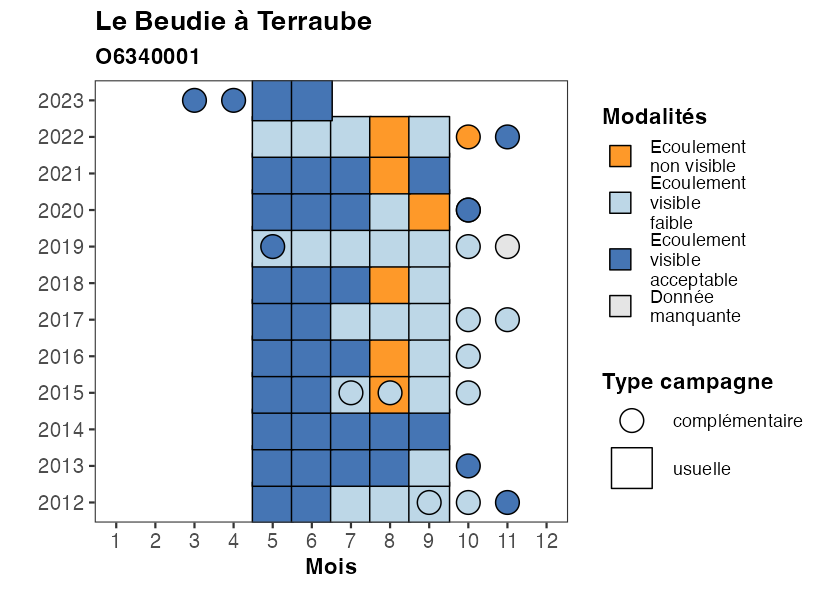 Le Beudie à Terraube
O6340001
2023
2022
2021
2020
2019
2018
2017
2016
2015
2014
2013
2012
1 2 3 4 5 6 7 8 9 10 11 12
Mois
Modalités
Ecoulement
non visible
Ecoulement
visible
faible
Ecoulement
visible
acceptable
Donnée
manquante
Type campagne
complémentaire
usuelle